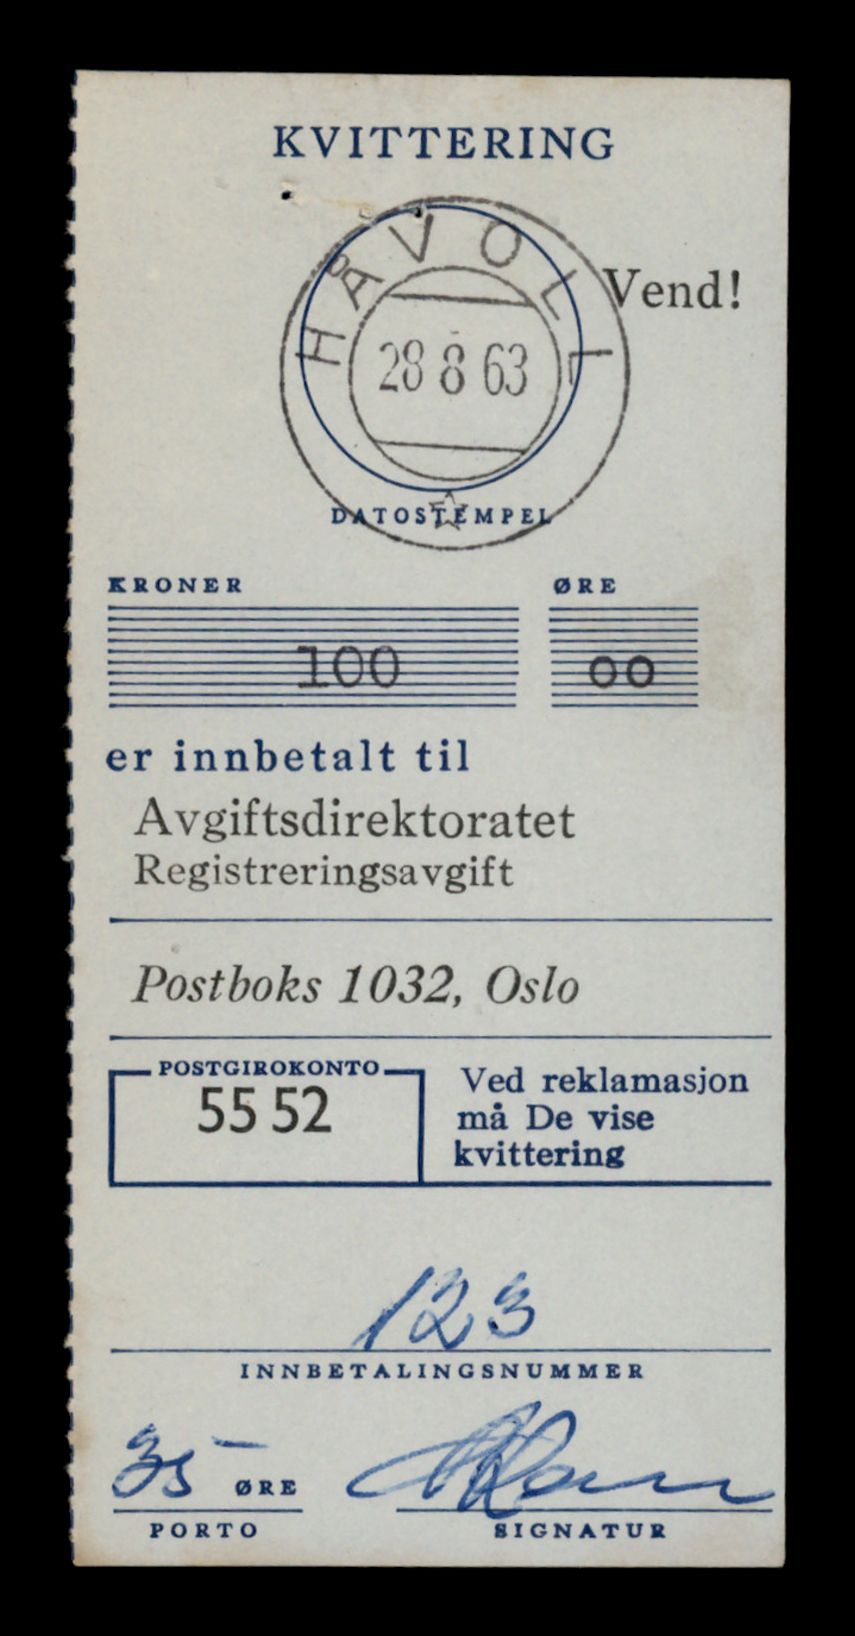 KVITTERING
HÅVOLL
Vend!
28 8 63
DATOSTEMPEL
KRONER ØRE
100 00
er innbetalt til
Avgiftsdirektoratet
Registreringsavgift
Postboks 1032, Oslo
POSTGIROKONTO
55 52
Ved reklamasjon
må De vise
kvittering
123
INNBETALINGSNUMMER
35 - ØRE
PORTO SIGNATUR